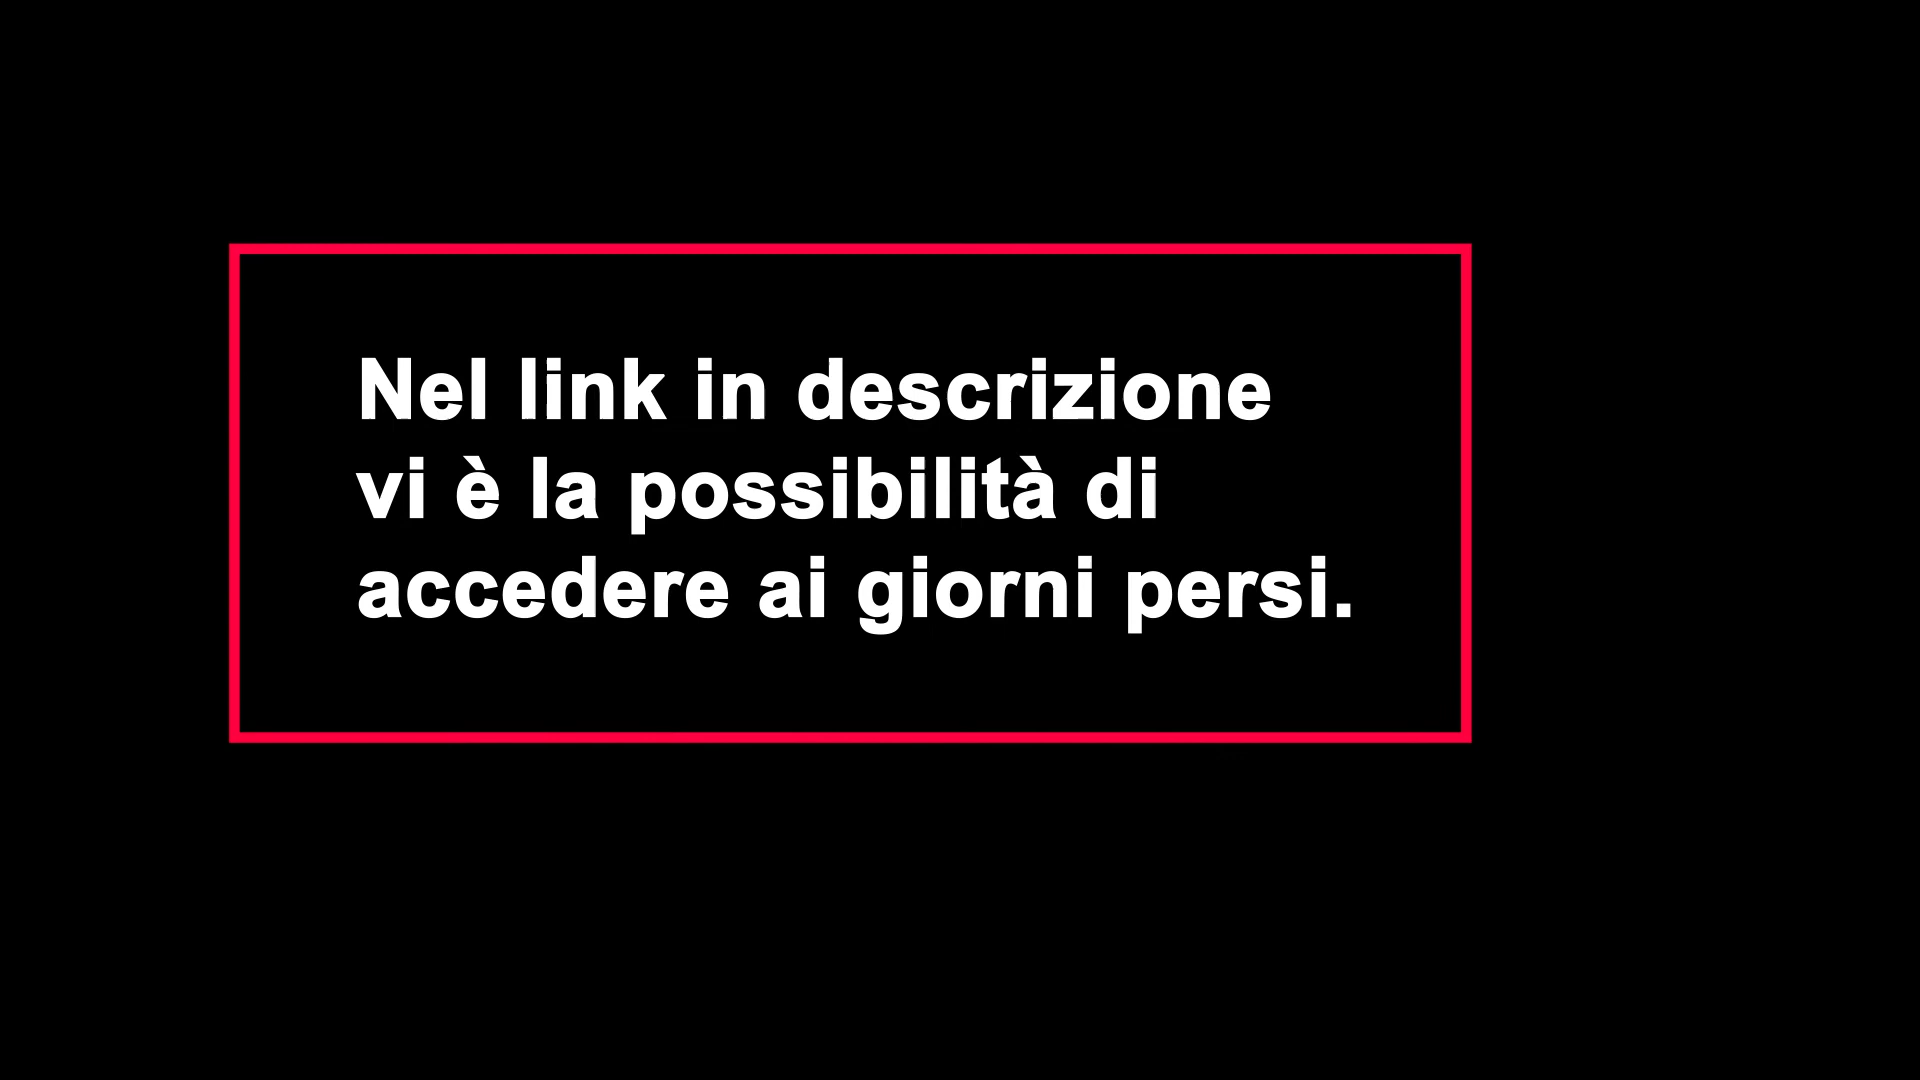 Nel link in descrizione
vi è la possibilità di
accedere ai giorni persi.